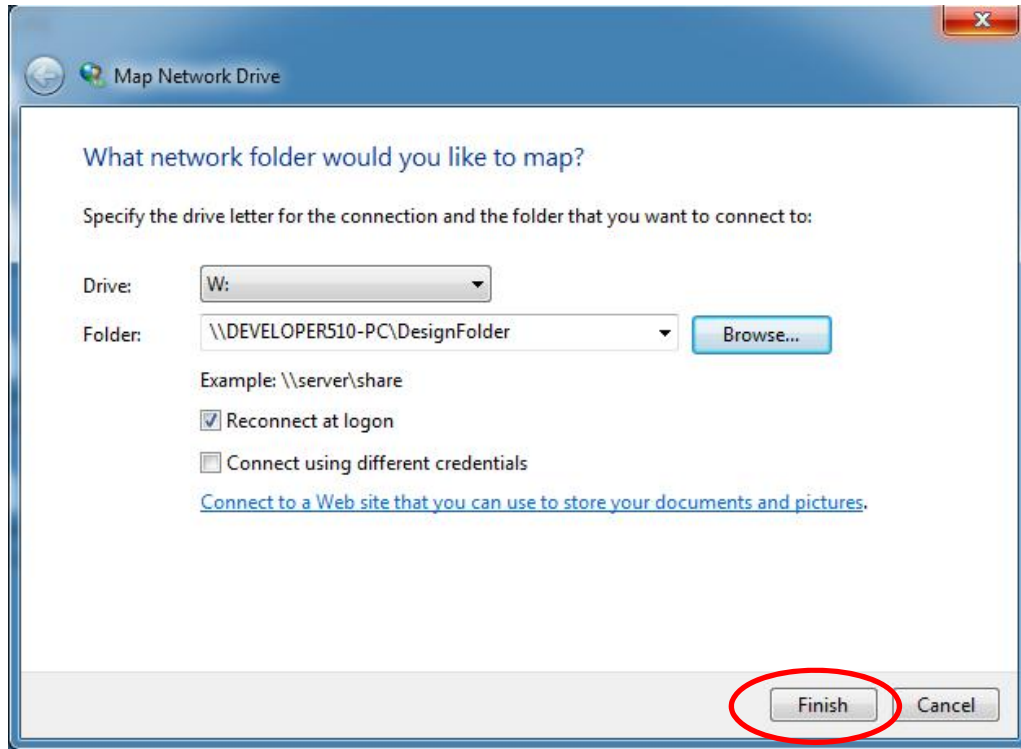 Map Network Drive
What network folder would you like to map?
Specify the drive letter for the connection and the folder that you want to connect to:
Drive: W:
Folder: \\DEVELOPER510-PC\DesignFolder Browse...
Example: \\server\share
Reconnect at logon
Connect using different credentials
Connect to a Web site that you can use to store your documents and pictures.
Finish Cancel